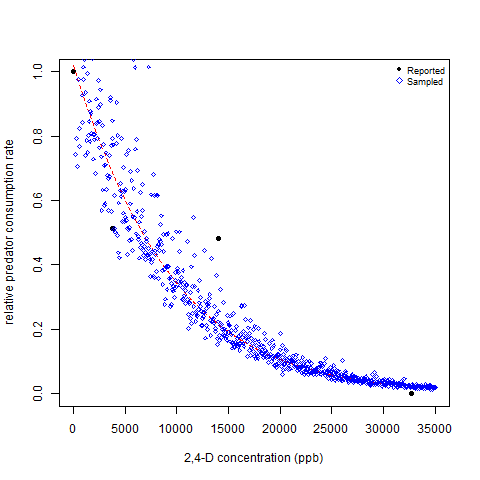 Reported
Sampled
relative predator consumption rate
1.0
0.8
0.6
0.4
0.2
0.0
0 5000 10000 15000 20000 25000 30000 35000
2,4-D concentration (ppb)